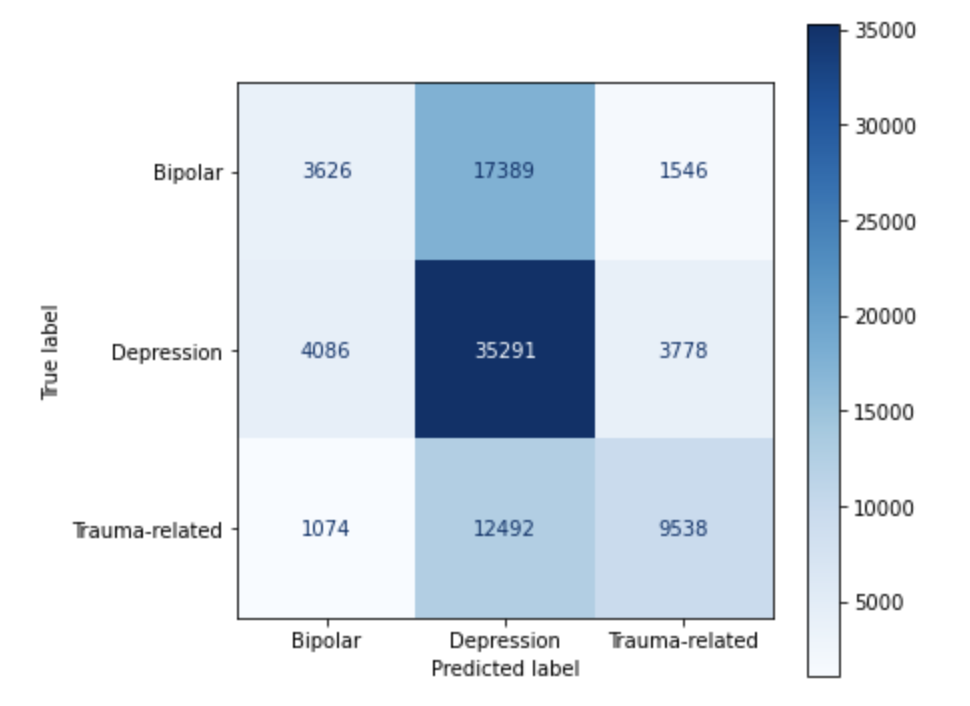 35000
30000
Bipolar 3626 17389 1546
25000
True label
20000
Depression 4086 35291 3778
15000
10000
Trauma-related 1074 12492 9538
5000
Bipolar Depression Trauma-related
Predicted label